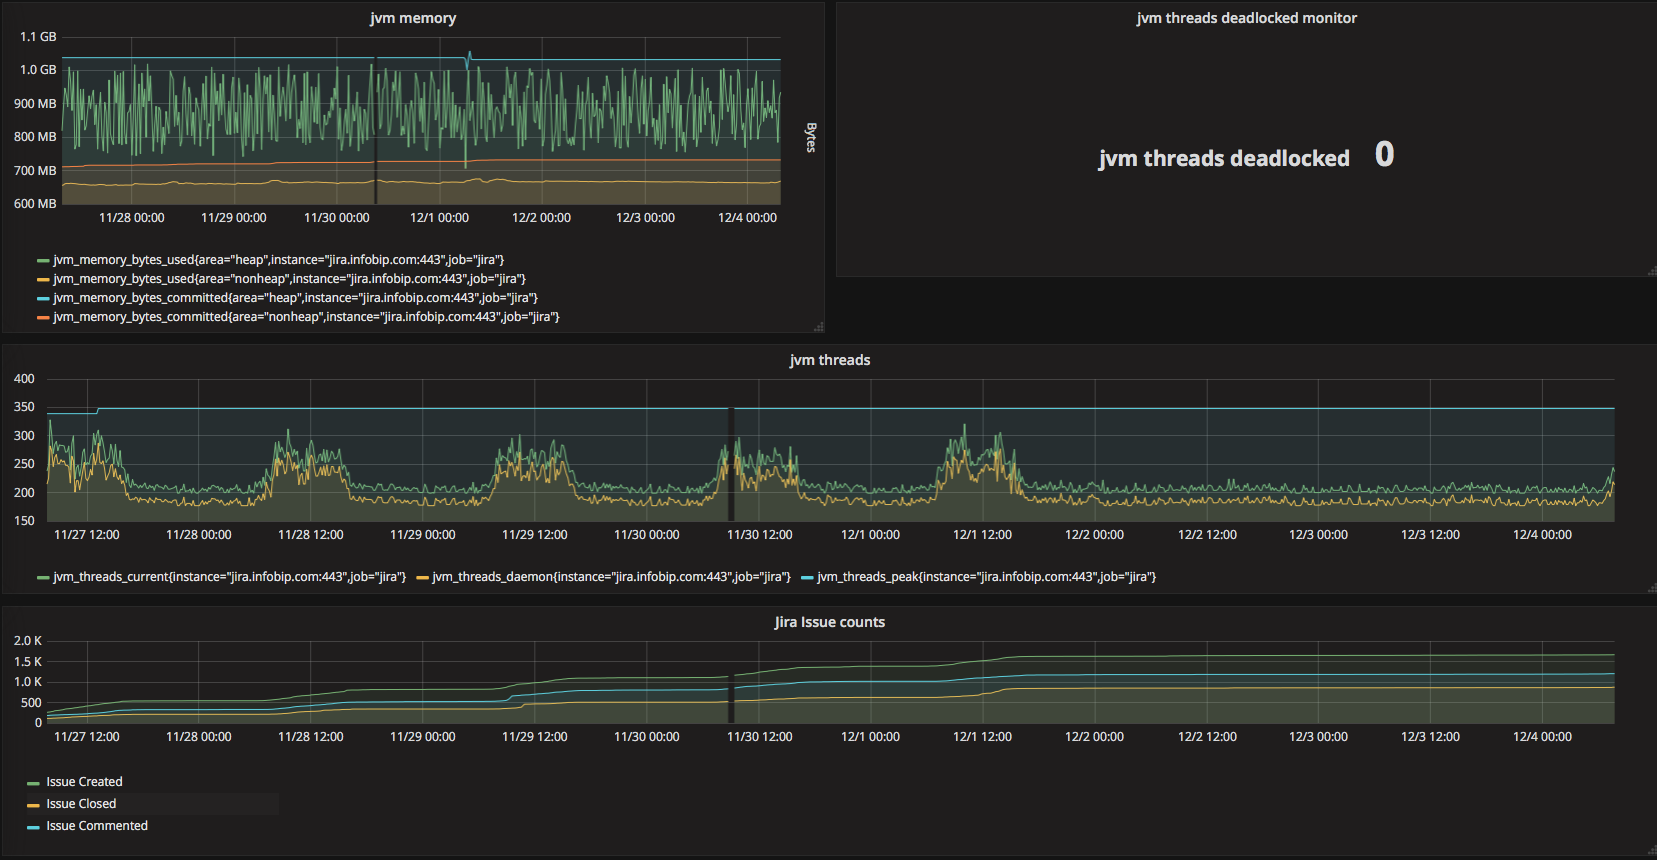 jvm memory
1.1 GB
1.0 GB
900 MB
800 MB
700 MB
600 MB
Bytes
11/28 00:00 11/29 00:00 11/30 00:00 12/1 00:00 12/2 00:00 12/3 00:00 12/4 00:00
jvm_memory_bytes_used{area="heap",instance="jira.infobip.com:443",job="jira"}
jvm_memory_bytes_used{area="nonheap",instance="jira.infobip.com:443",job="jira"}
jvm_memory_bytes_committed{area="heap",instance="jira.infobip.com:443",job="jira"}
jvm_memory_bytes_committed{area="nonheap",instance="jira.infobip.com:443",job="jira"}
jvm threads deadlocked monitor
jvm threads deadlocked 0
jvm threads
400
350
300
250
200
150
11/27 12:00 11/28 00:00 11/28 12:00 11/29 00:00 11/29 12:00 11/30 00:00 11/30 12:00 12/1 00:00 12/1 12:00 12/2 00:00 12/2 12:00 12/3 00:00 12/3 12:00 12/4 00:00
jvm_threads_current{instance="jira.infobip.com:443",job="jira"} jvm_threads_daemon{instance="jira.infobip.com:443",job="jira"} jvm_threads_peak{instance="jira.infobip.com:443",job="jira"}
Jira Issue counts
2.0 K
1.5 K
1.0 K
500
0
11/27 12:00 11/28 00:00 11/28 12:00 11/29 00:00 11/29 12:00 11/30 00:00 11/30 12:00 12/1 00:00 12/1 12:00 12/2 00:00 12/2 12:00 12/3 00:00 12/3 12:00 12/4 00:00
Issue Created
Issue Closed
Issue Commented